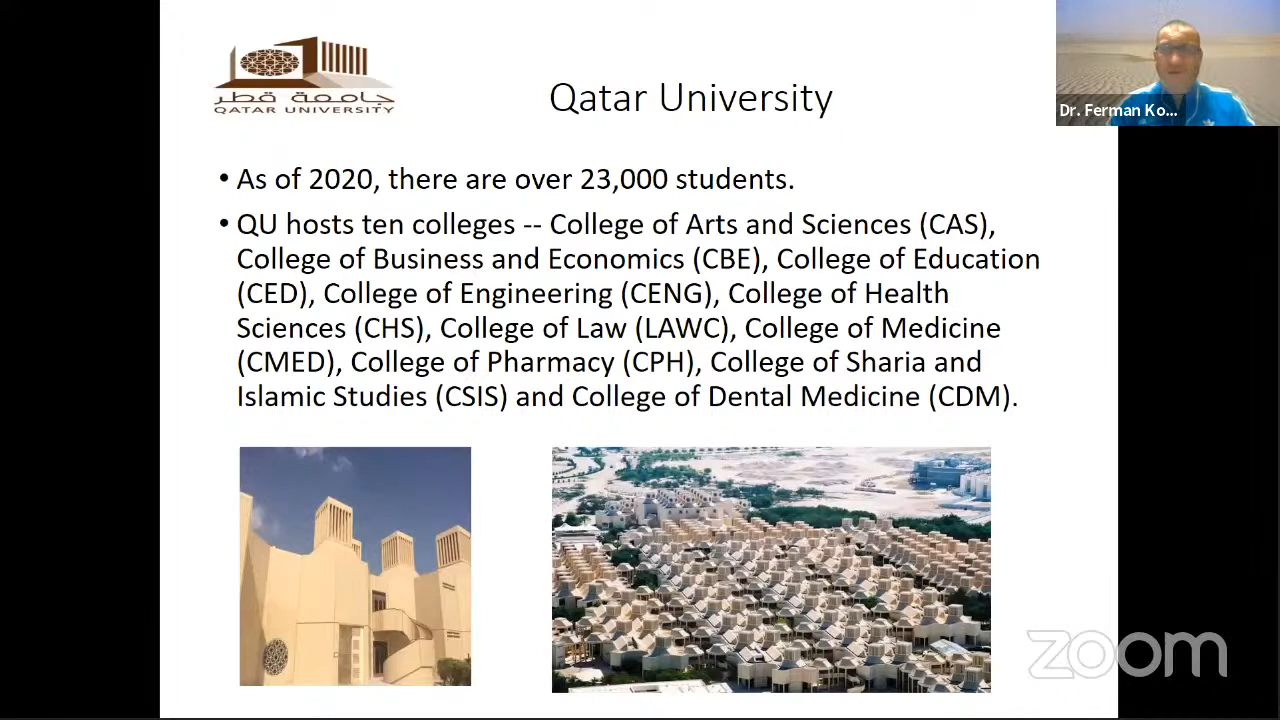 جامعة قطر
QATAR UNIVERSITY
Qatar University
Dr. Ferman Ko...
• As of 2020, there are over 23,000 students.
• QU hosts ten colleges -- College of Arts and Sciences (CAS),
College of Business and Economics (CBE), College of Education
(CED), College of Engineering (CENG), College of Health
Sciences (CHS), College of Law (LAWC), College of Medicine
(CMED), College of Pharmacy (CPH), College of Sharia and
Islamic Studies (CSIS) and College of Dental Medicine (CDM).
zoom